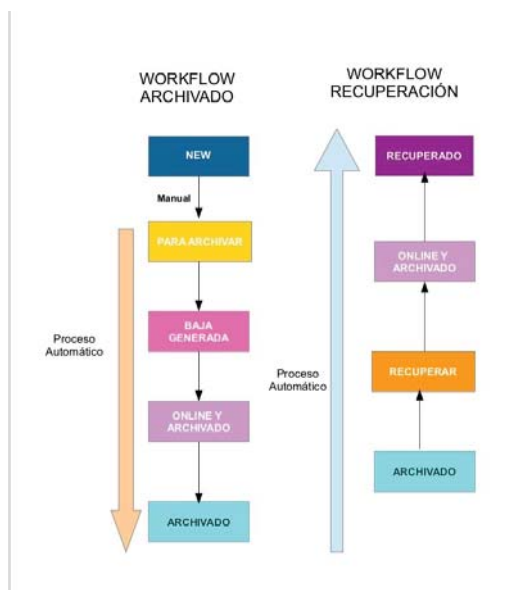 WORKFLOW
ARCHIVADO
NEW
Manual
PARA ARCHIVAR
BAJA
GENERADA
Proceso
Automático
ONLINE Y
ARCHIVADO
ARCHIVADO
WORKFLOW
RECUPERACIÓN
RECUPERADO
ONLINE Y
ARCHIVADO
Proceso
Automático
RECUPERAR
ARCHIVADO